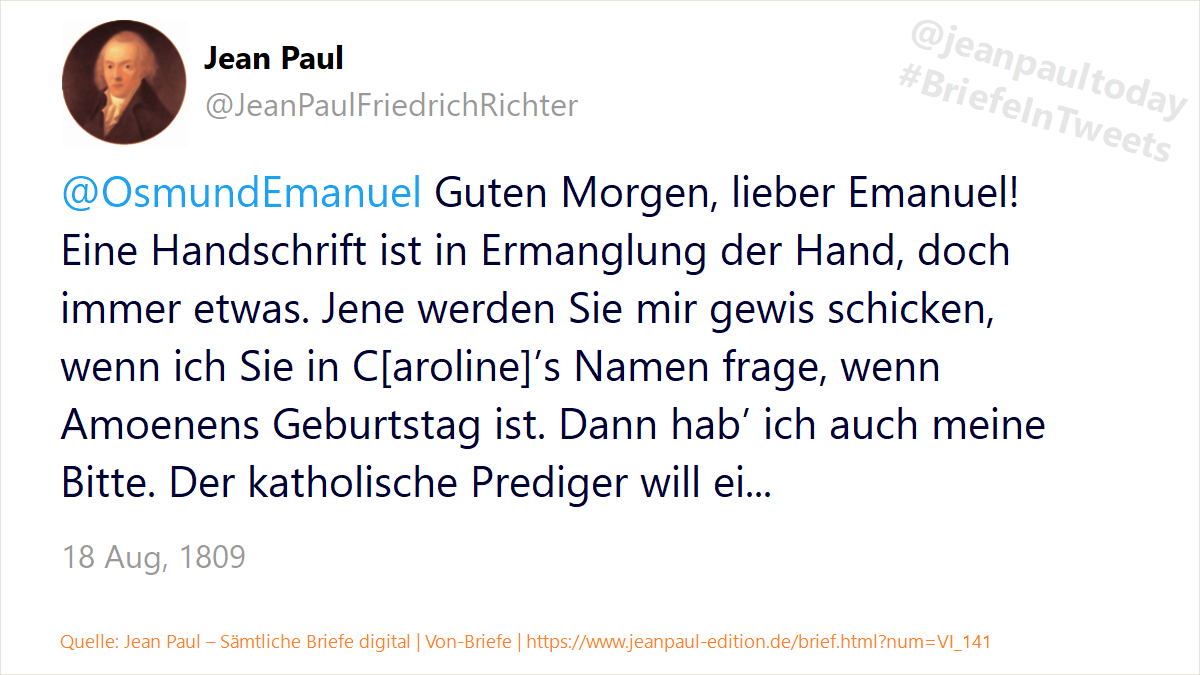 Jean Paul
@JeanPaulFriedrichRichter
@jeanpaultoday
#BriefeInTweets
@OsmundEmanuel Guten Morgen, lieber Emanuel!
Eine Handschrift ist in Ermanglung der Hand, doch
immer etwas. Jene werden Sie mir gewis schicken,
wenn ich Sie in C[aroline]’s Namen frage, wenn
Amoenens Geburtstag ist. Dann hab’ ich auch meine
Bitte. Der katholische Prediger will ei...
18 Aug, 1809
Quelle: Jean Paul – Sämtliche Briefe digital | Von-Briefe | https://www.jeanpaul-edition.de/brief.html?num=VI_141